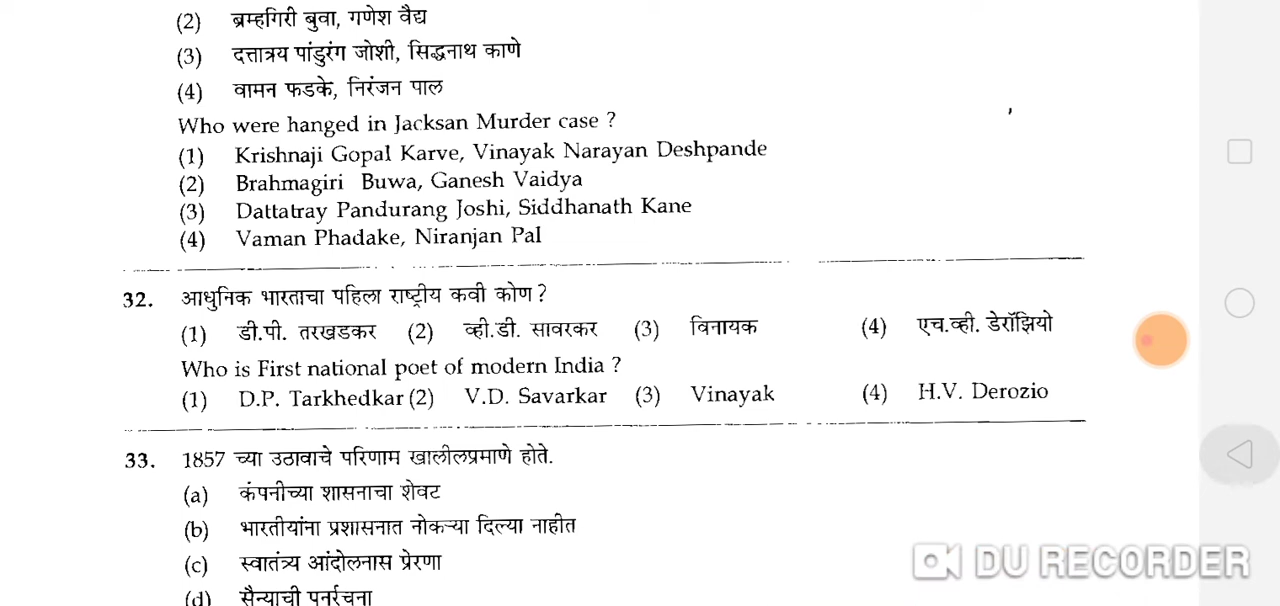 (2) ब्रम्हगिरी बुवा, गणेश वैद्य
(3) दत्तात्रय पांडुरंग जोशी, सिद्धनाथ काणे
(4) वामन फडके, निरंजन पाल
Who were hanged in Jacksan Murder case ?
(1) Krishnaji Gopal Karve, Vinayak Narayan Deshpande
(2) Brahmagiri Buwa, Ganesh Vaidya
(3) Dattatray Pandurang Joshi, Siddhanath Kane
(4) Vaman Phadake, Niranjan Pal
32. आधुनिक भारताचा पहिला राष्ट्रीय कवी कोण ?
(1) डी.पी. तरखडकर (2) व्ही.डी. सावरकर (3) विनायक (4) एच.व्ही. डेरॉझियो
Who is First national poet of modern India ?
(1) D.P. Tarkhedkar (2) V.D. Savarkar (3) Vinayak (4) H.V. Derozio
33. 1857 च्या उठावाचे परिणाम खालीलप्रमाणे होते.
(a) कंपनीच्या शासनाचा शेवट
(b) भारतीयांना प्रशासनात नोकऱ्या दिल्या नाहीत
(c) स्वातंत्र्य आंदोलनास प्रेरणा
(d) सैन्याची पुनर्रचना
DU RECORDER